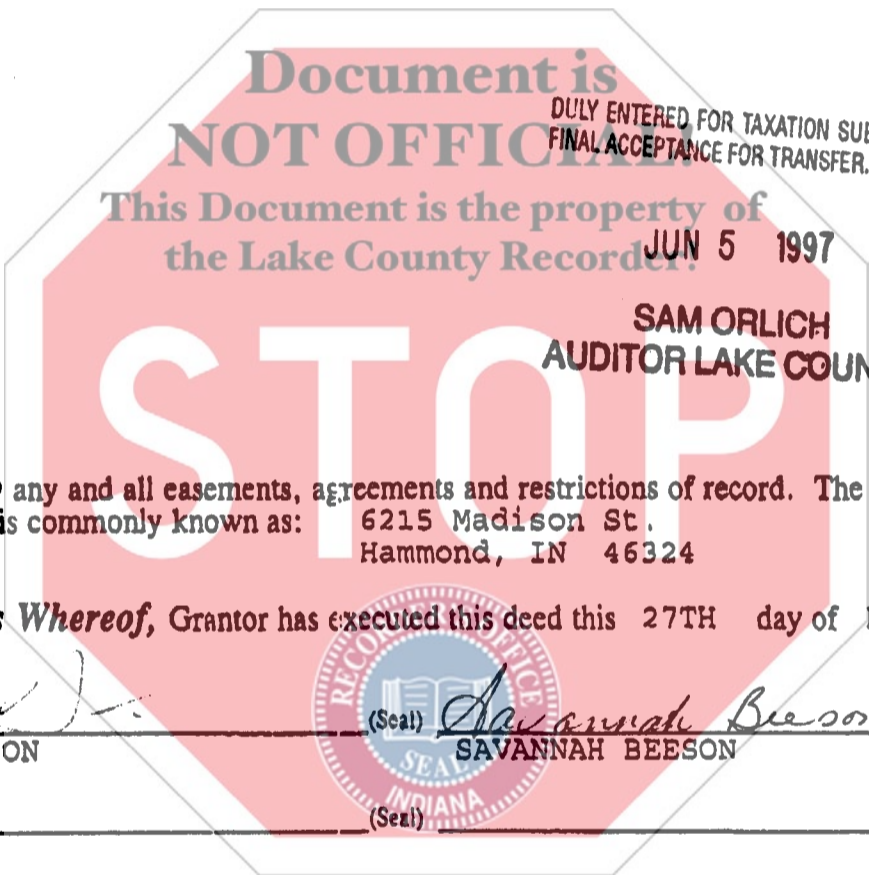 Document is
NOT OFFICIAL!
This Document is the property of
the Lake County Recorder!
DULY ENTERED FOR TAXATION SUB
FINAL ACCEPTANCE FOR TRANSFER.
JUN 5 1997
SAM ORLICH
AUDITOR LAKE COUN
STOP
any and all easements, agreements and restrictions of record. The
is commonly known as: 6215 Madison St.
Hammond, IN 46324
s Whereof, Grantor has executed this deed this 27TH day of
(Seal) Savannah Beeson
ON SAVANNAH BEESON
(Seal)
RECORDER'S OFFICE
SEAL
INDIANA